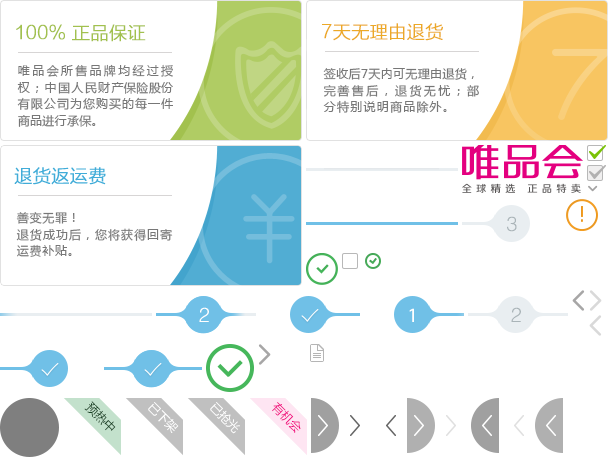 100% 正品保证
唯品会所售品牌均经过授
权；中国人民财产保险股份
有限公司为您购买的每一件
商品进行承保。
7天无理由退货
签收后7天内可无理由退货，
完善售后，退货无忧；部
分特别说明商品除外。
7
退货返运费
善变无罪！
退货成功后，您将获得回寄
运费补贴。
¥
唯品会
全球精选 正品特卖
3
!
2
1
2
预热中
已下架
已抢光
有机会